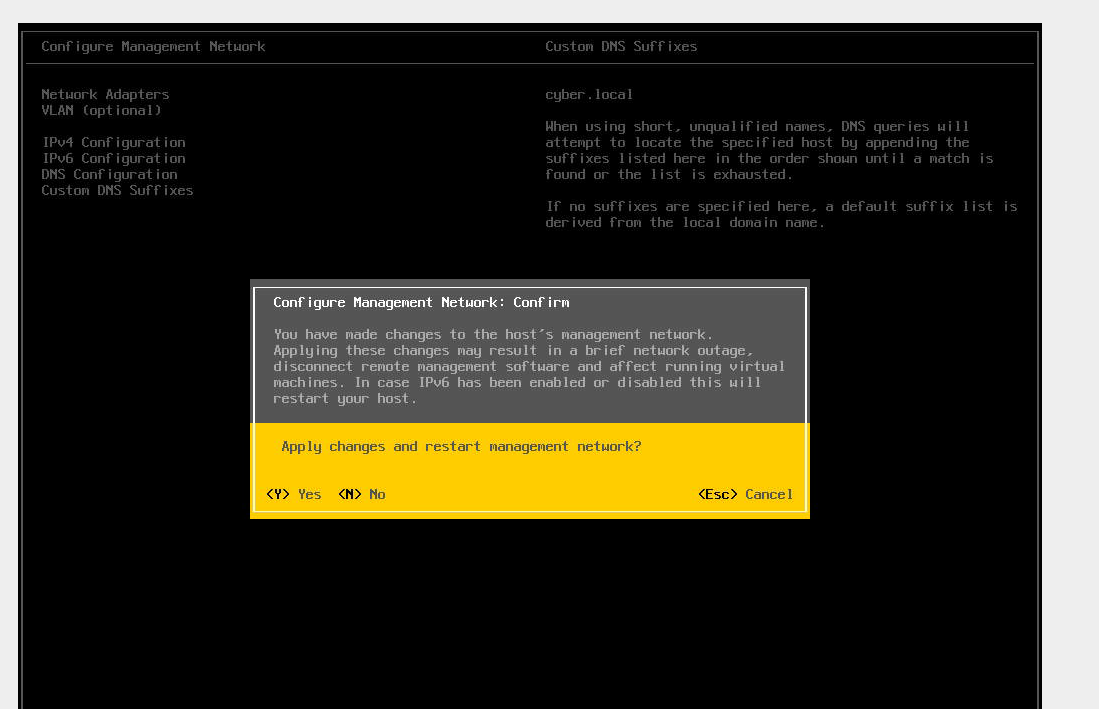 Configure Management Network
Custom DNS Suffixes
Network Adapters
VLAN (optional)
IPv4 Configuration
IPv6 Configuration
DNS Configuration
Custom DNS Suffixes
cyber.local
When using short, unqualified names, DNS queries will
attempt to locate the specified host by appending the
suffixes listed here in the order shown until a match is
found or the list is exhausted.
If no suffixes are specified here, a default suffix list is
derived from the local domain name.
Configure Management Network: Confirm
You have made changes to the host's management network.
Applying these changes may result in a brief network outage,
disconnect remote management software and affect running virtual
machines. In case IPv6 has been enabled or disabled this will
restart your host.
Apply changes and restart management network?
<Y> Yes <N> No <Esc> Cancel